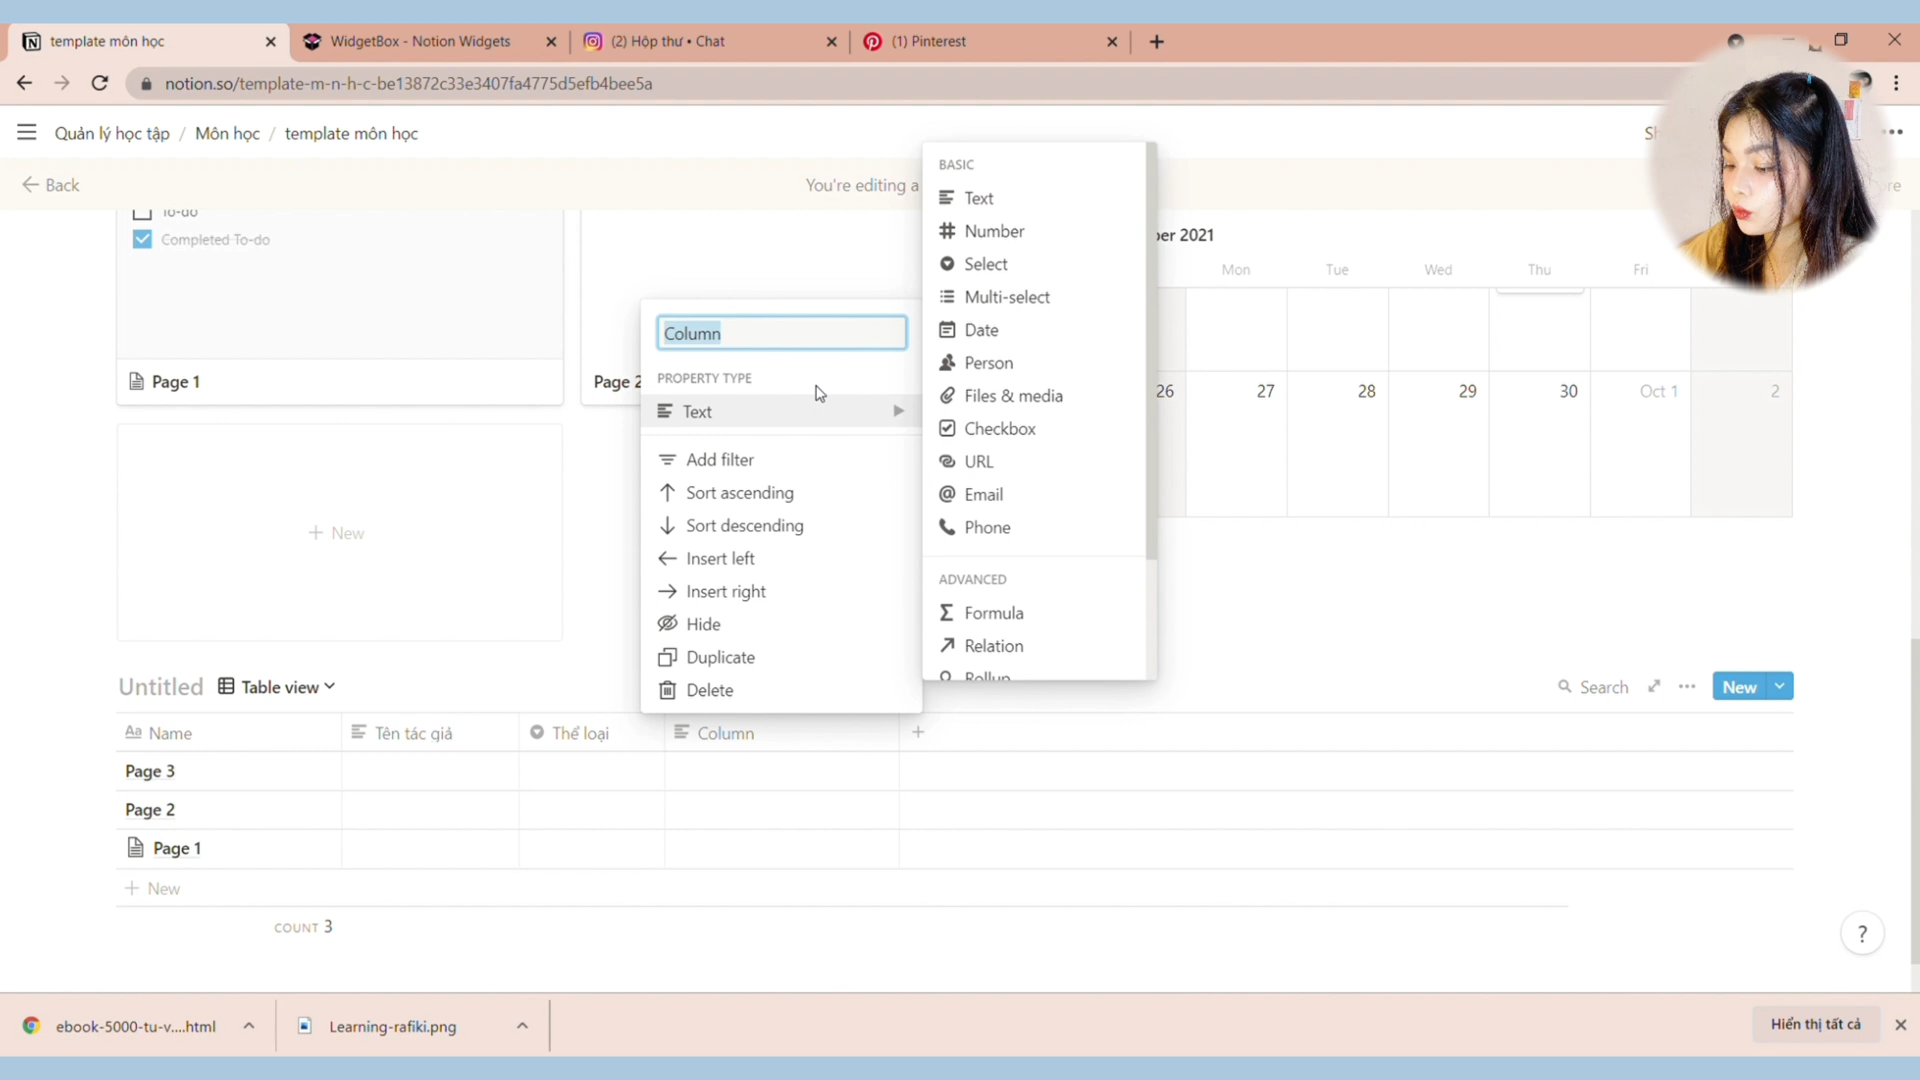 template môn học
WidgetBox - Notion Widgets
(2) Hộp thư • Chat
(1) Pinterest
notion.so/template-m-n-h-c-be13872c33e3407fa4775d5efb4bee5a
Quản lý học tập / Môn học / template môn học
Back
You're editing a
To-do
Completed To-do
Page 1
Page 2
+ New
Column
PROPERTY TYPE
Text
Add filter
Sort ascending
Sort descending
Insert left
Insert right
Hide
Duplicate
Delete
BASIC
Text
Number
Select
Multi-select
Date
Person
Files & media
Checkbox
URL
Email
Phone
ADVANCED
Formula
Relation
Rollup
2021
Mon Tue Wed Thu Fri
26 27 28 29 30 Oct 1 2
Untitled Table view
Search ••• New
Aa Name Tên tác giả Thể loại Column +
Page 3
Page 2
Page 1
+ New
COUNT 3
?
ebook-5000-tu-v....html
Learning-rafiki.png
Hiển thị tất cả